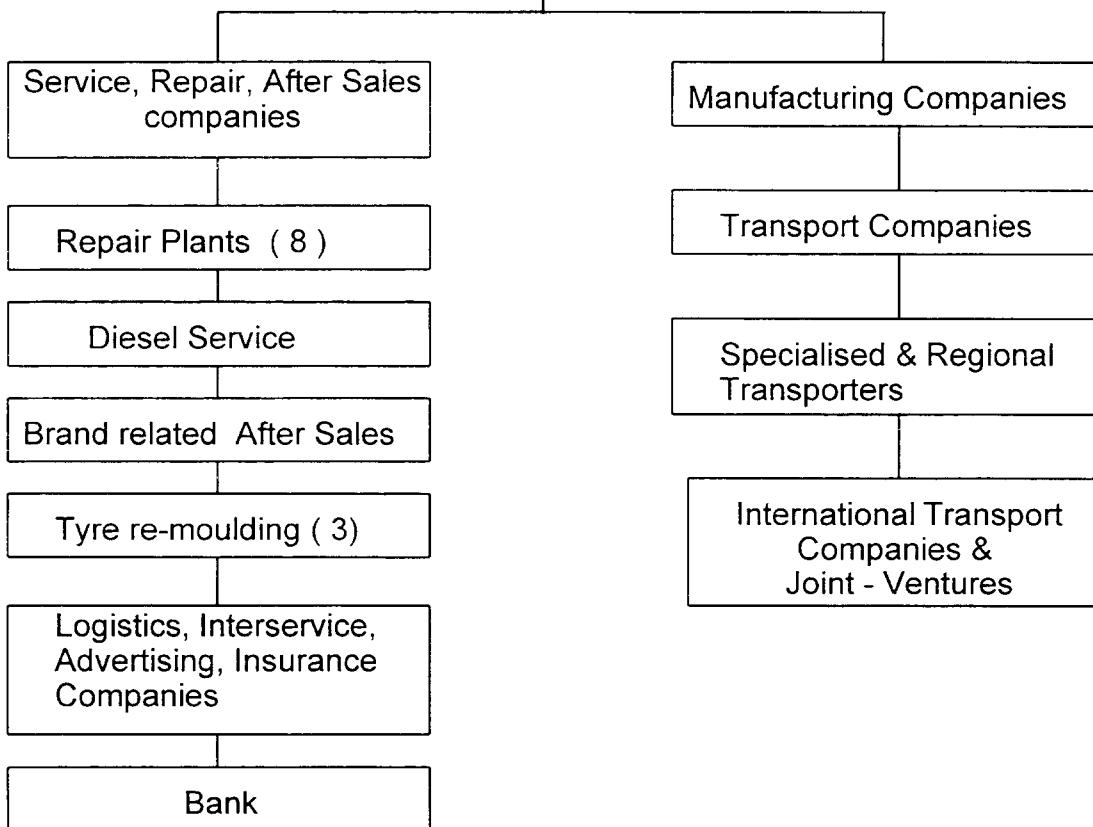 Service, Repair, After Sales
companies
Repair Plants ( 8 )
Diesel Service
Brand related After Sales
Tyre re-moulding ( 3)
Logistics, Interservice,
Advertising, Insurance
Companies
Bank
Manufacturing Companies
Transport Companies
Specialised & Regional
Transporters
International Transport
Companies &
Joint - Ventures